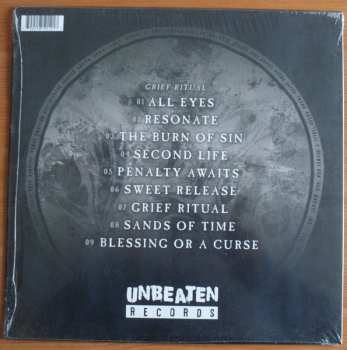 GRIEF RITUAL
01 ALL EYES
02 RESONATE
03 THE BURN OF SIN
04 SECOND LIFE
05 PENALTY AWAITS
06 SWEET RELEASE
07 GRIEF RITUAL
08 SANDS OF TIME
09 BLESSING OR A CURSE
UNBEATEN
RECORDS